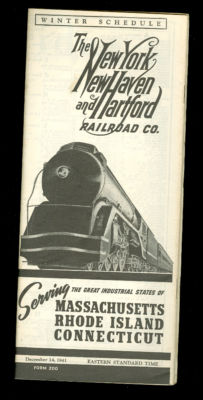 WINTER SCHEDULE
The New York
New Haven
and Hartford
RAILROAD CO.
Serving THE GREAT INDUSTRIAL STATES OF
MASSACHUSETTS
RHODE ISLAND
CONNECTICUT
December 14, 1941 EASTERN STANDARD TIME
FORM 200